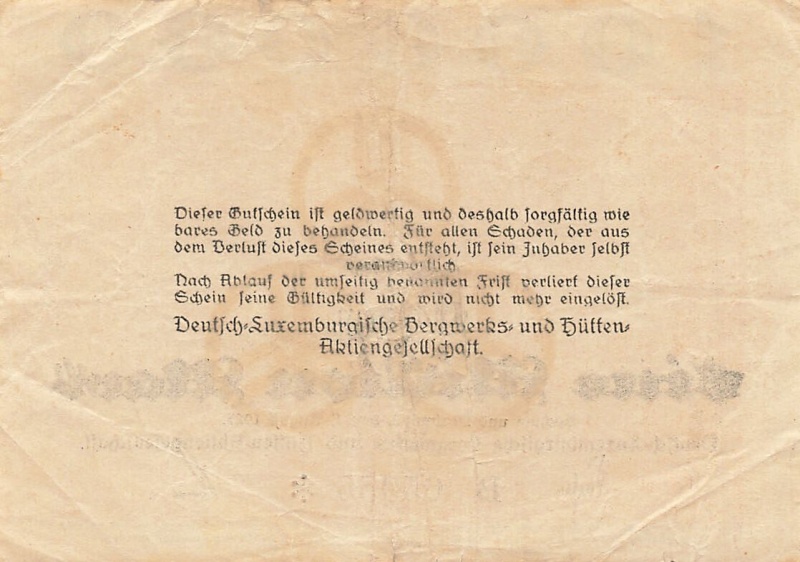 Dieser Gutschein ist geldwertig und deshalb sorgfältig wie
bares Geld zu behandeln. Für allen Schaden, der aus
dem Verlust dieses Scheines entsteht, ist sein Inhaber selbst
verantwortlich.
Nach Ablauf der umseitig benannten Frist verliert dieser
Schein seine Gültigkeit und wird nicht mehr eingelöst.
Deutsch-Luxemburgische Bergwerks- und Hütten-
Aktiengesellschaft.